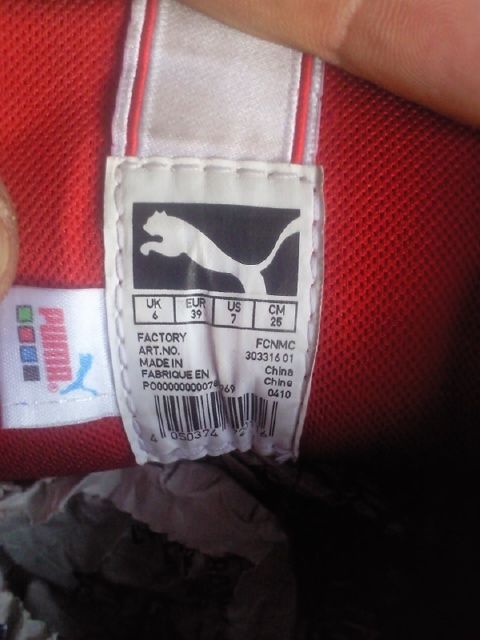 UK EUR US CM
6 39 7 25
FACTORY FCNMC
ART.NO. 303316 01
MADE IN China
FABRIQUE EN Chine
0410
PUMA